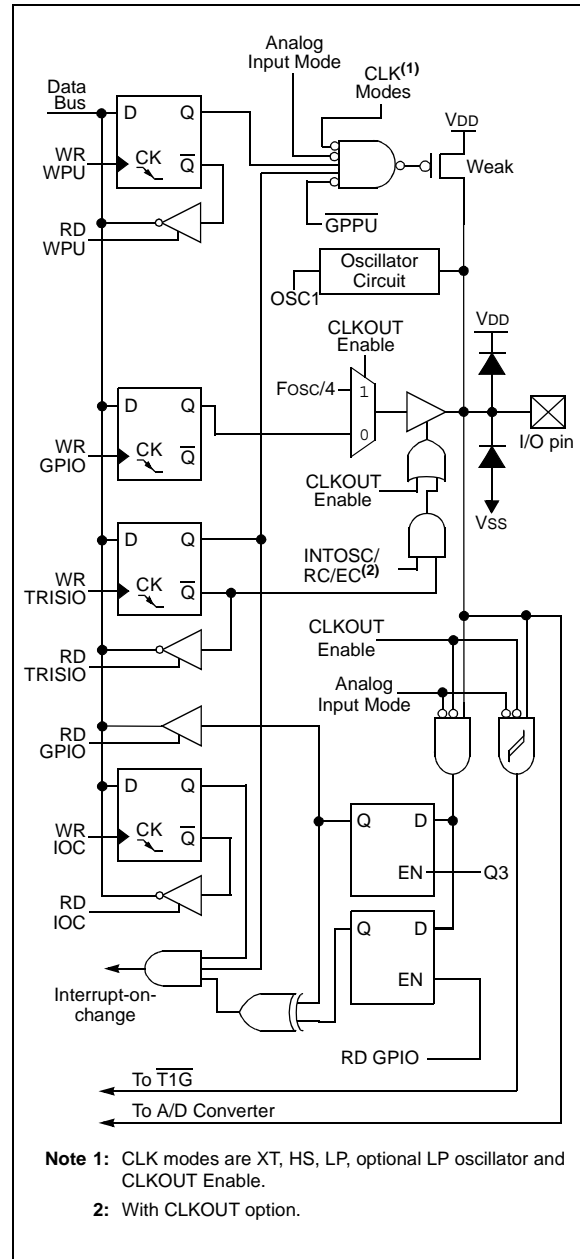 Analog
Input Mode
CLK(1)
Modes
Data
Bus
D Q
VDD
WR
WPU
CK Q
Weak
RD
WPU
GPPU
Oscillator
Circuit
OSC1
CLKOUT
Enable
VDD
FOSC/4
1
0
D Q
WR
GPIO
CK Q
I/O pin
CLKOUT
Enable
VSS
D Q
WR
TRISIO
CK Q
INTOSC/
RC/EC(2)
RD
TRISIO
CLKOUT
Enable
Analog
Input Mode
RD
GPIO
D Q
WR
IOC
CK Q
Q D
EN
Q3
RD
IOC
Q D
EN
Interrupt-on-
change
RD GPIO
To T1G
To A/D Converter
Note 1: CLK modes are XT, HS, LP, optional LP oscillator and
CLKOUT Enable.
2: With CLKOUT option.